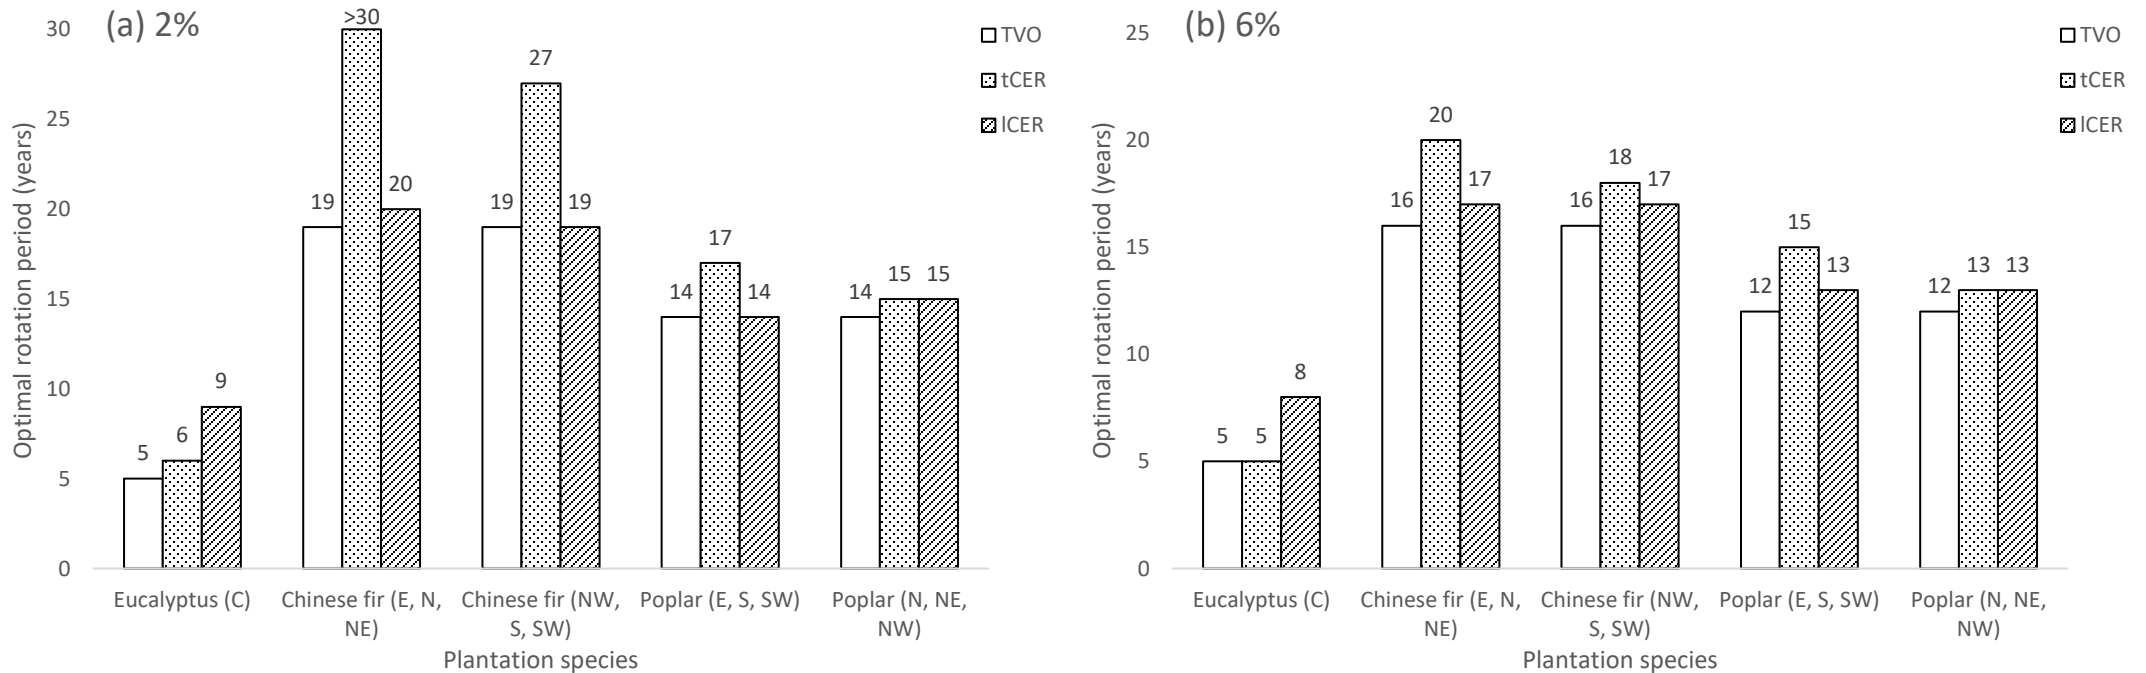 (a) 2%
Optimal rotation period (years)
30
25
20
15
10
5
0
TVO
tCER
lCER
5
6
9
19
>30
20
19
27
19
14
17
14
14
15
15
Eucalyptus (C)
Chinese fir (E, N,
NE)
Chinese fir (NW,
S, SW)
Poplar (E, S, SW)
Poplar (N, NE,
NW)
Plantation species
(b) 6%
Optimal rotation period (years)
25
20
15
10
5
0
TVO
tCER
lCER
5
5
8
16
20
17
16
18
17
12
15
13
12
13
13
Eucalyptus (C)
Chinese fir (E, N,
NE)
Chinese fir (NW,
S, SW)
Poplar (E, S, SW)
Poplar (N, NE,
NW)
Plantation species